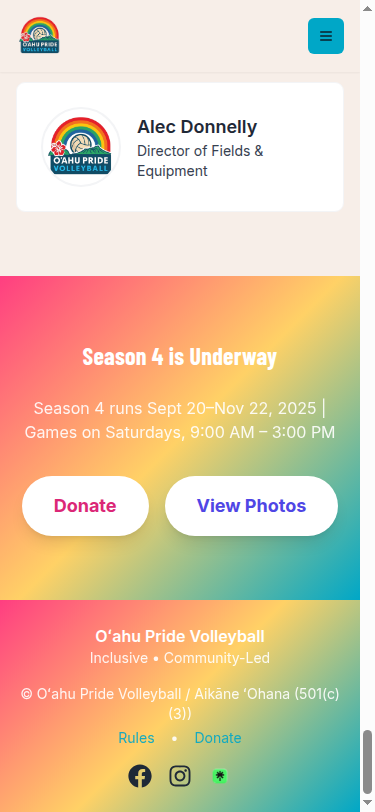 O'AHU PRIDE
VOLLEYBALL
O'AHU PRIDE
VOLLEYBALL
Alec Donnelly
Director of Fields &
Equipment
Season 4 is Underway
Season 4 runs Sept 20–Nov 22, 2025 |
Games on Saturdays, 9:00 AM – 3:00 PM
Donate
View Photos
Oʻahu Pride Volleyball
Inclusive • Community-Led
© Oʻahu Pride Volleyball / Aikāne ʻOhana (501(c)
(3))
Rules • Donate